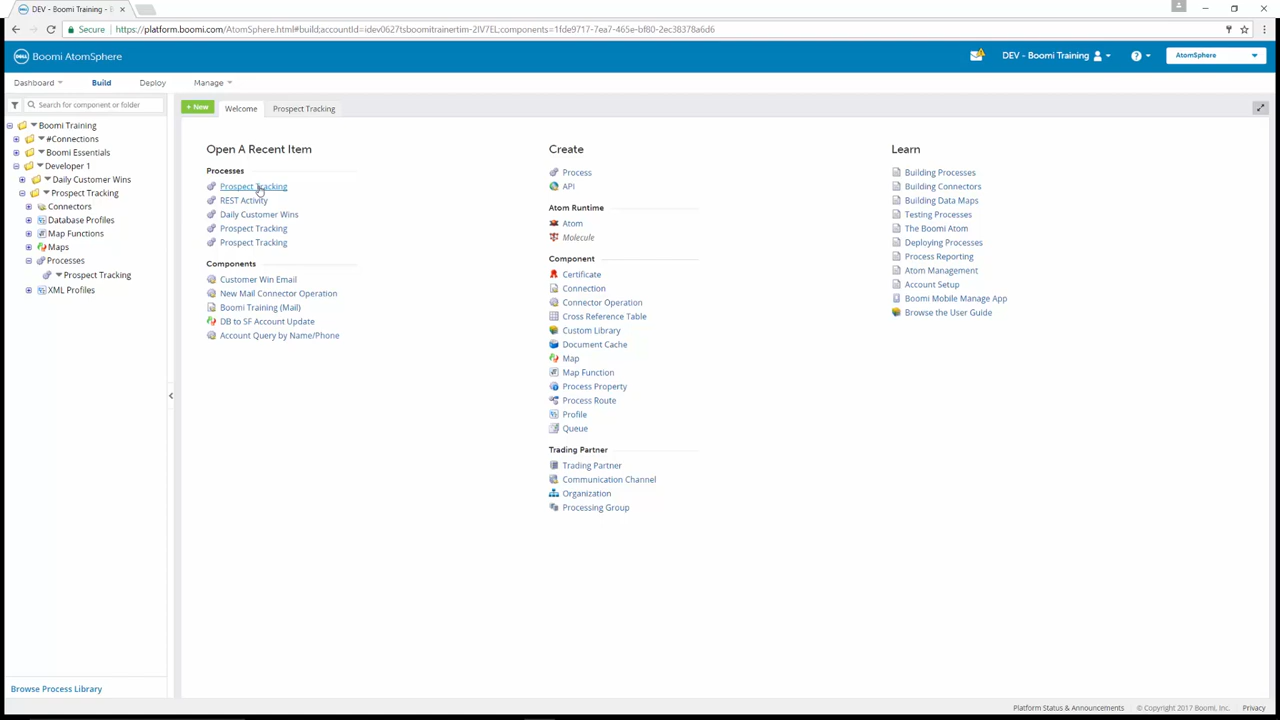 DEV - Boomi Training - B
Secure https://platform.boomi.com/AtomSphere.html#build;accountId=idev0627tsboomitrainertim-2IV7EL;components=1fde9717-7ea7-465e-bf80-2ec38378a6d6
DELL Boomi AtomSphere
DEV - Boomi Training
AtomSphere
Dashboard Build Deploy Manage
Search for component or folder
+ New Welcome Prospect Tracking
Boomi Training
#Connections
Boomi Essentials
Developer 1
Daily Customer Wins
Prospect Tracking
Connectors
Database Profiles
Map Functions
Maps
Processes
Prospect Tracking
XML Profiles
Browse Process Library
Open A Recent Item
Processes
Prospect Tracking
REST Activity
Daily Customer Wins
Prospect Tracking
Prospect Tracking
Components
Customer Win Email
New Mail Connector Operation
Boomi Training (Mail)
DB to SF Account Update
Account Query by Name/Phone
Create
Process
API
Atom Runtime
Atom
Molecule
Component
Certificate
Connection
Connector Operation
Cross Reference Table
Custom Library
Document Cache
Map
Map Function
Process Property
Process Route
Profile
Queue
Trading Partner
Trading Partner
Communication Channel
Organization
Processing Group
Learn
Building Processes
Building Connectors
Building Data Maps
Testing Processes
The Boomi Atom
Deploying Processes
Process Reporting
Atom Management
Account Setup
Boomi Mobile Manage App
Browse the User Guide
Platform Status & Announcements © Copyright 2017 Boomi, Inc. Privacy